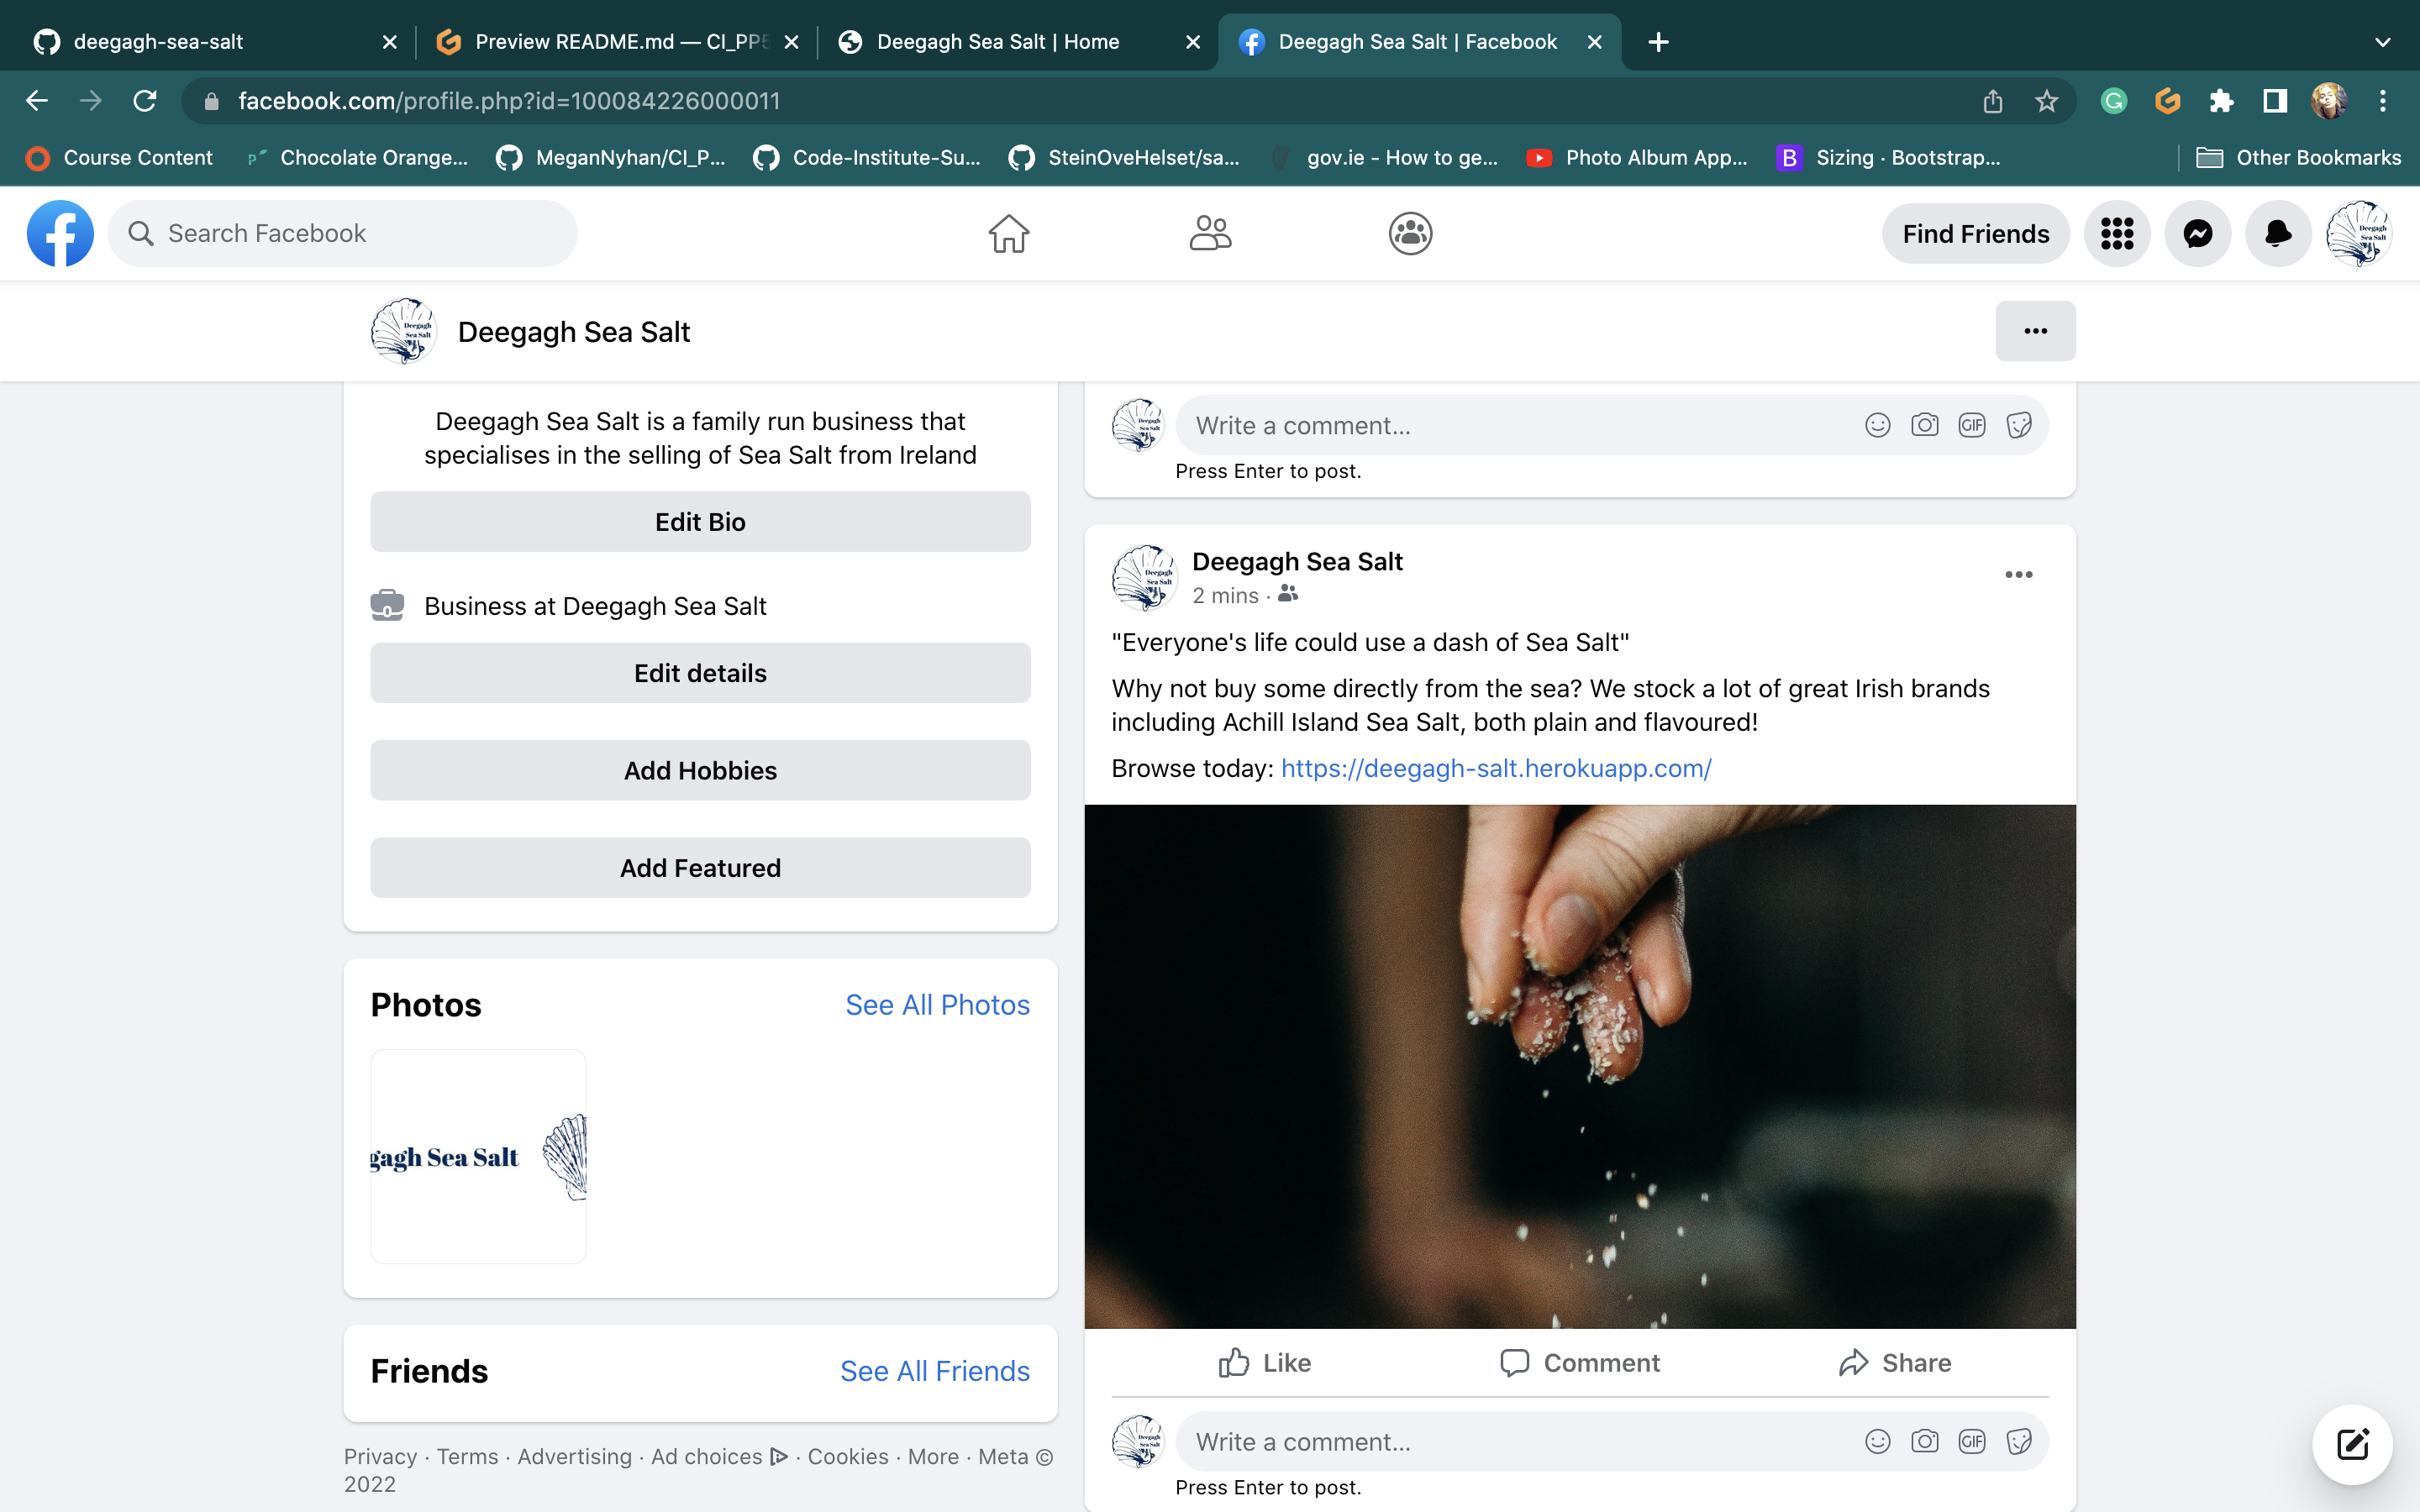 deegagh-sea-salt
Preview README.md — CI_PP5
Deegagh Sea Salt | Home
Deegagh Sea Salt | Facebook
facebook.com/profile.php?id=100084226000011
Course Content
Chocolate Orange...
MeganNyhan/CI_P...
Code-Institute-Su...
SteinOveHelset/sa...
gov.ie - How to ge...
Photo Album App...
Sizing · Bootstrap...
Other Bookmarks
Search Facebook
Find Friends
Deegagh Sea Salt
Deegagh Sea Salt is a family run business that
specialises in the selling of Sea Salt from Ireland
Edit Bio
Business at Deegagh Sea Salt
Edit details
Add Hobbies
Add Featured
Photos
See All Photos
gagh Sea Salt
Friends
See All Friends
Privacy · Terms · Advertising · Ad choices · Cookies · More · Meta ©
2022
Write a comment...
GIF
Press Enter to post.
Deegagh Sea Salt
2 mins ·
"Everyone's life could use a dash of Sea Salt"
Why not buy some directly from the sea? We stock a lot of great Irish brands
including Achill Island Sea Salt, both plain and flavoured!
Browse today: https://deegagh-salt.herokuapp.com/
Like
Comment
Share
Write a comment...
GIF
Press Enter to post.